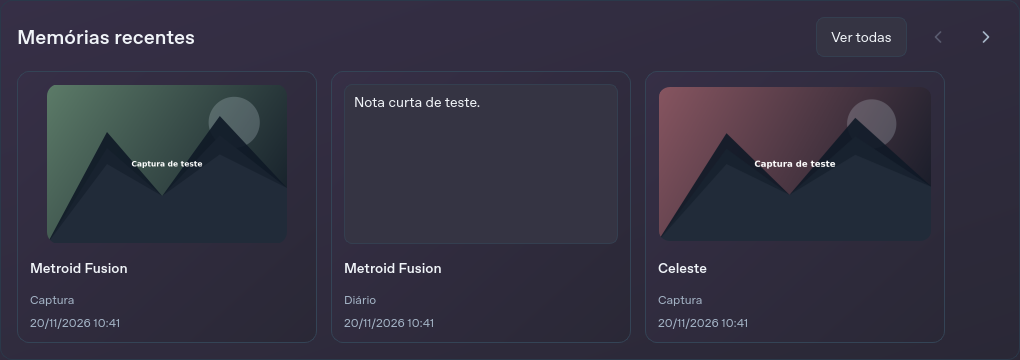 Memórias recentes
Ver todas
Captura de teste
Metroid Fusion
Captura
20/11/2026 10:41
Nota curta de teste.
Metroid Fusion
Diário
20/11/2026 10:41
Captura de teste
Celeste
Captura
20/11/2026 10:41